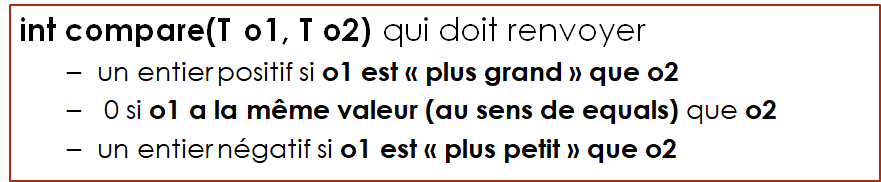 int compare(T o1, T o2) qui doit renvoyer
– un entier positif si o1 est « plus grand » que o2
– 0 si o1 a la même valeur (au sens de equals) que o2
– un entier négatif si o1 est « plus petit » que o2